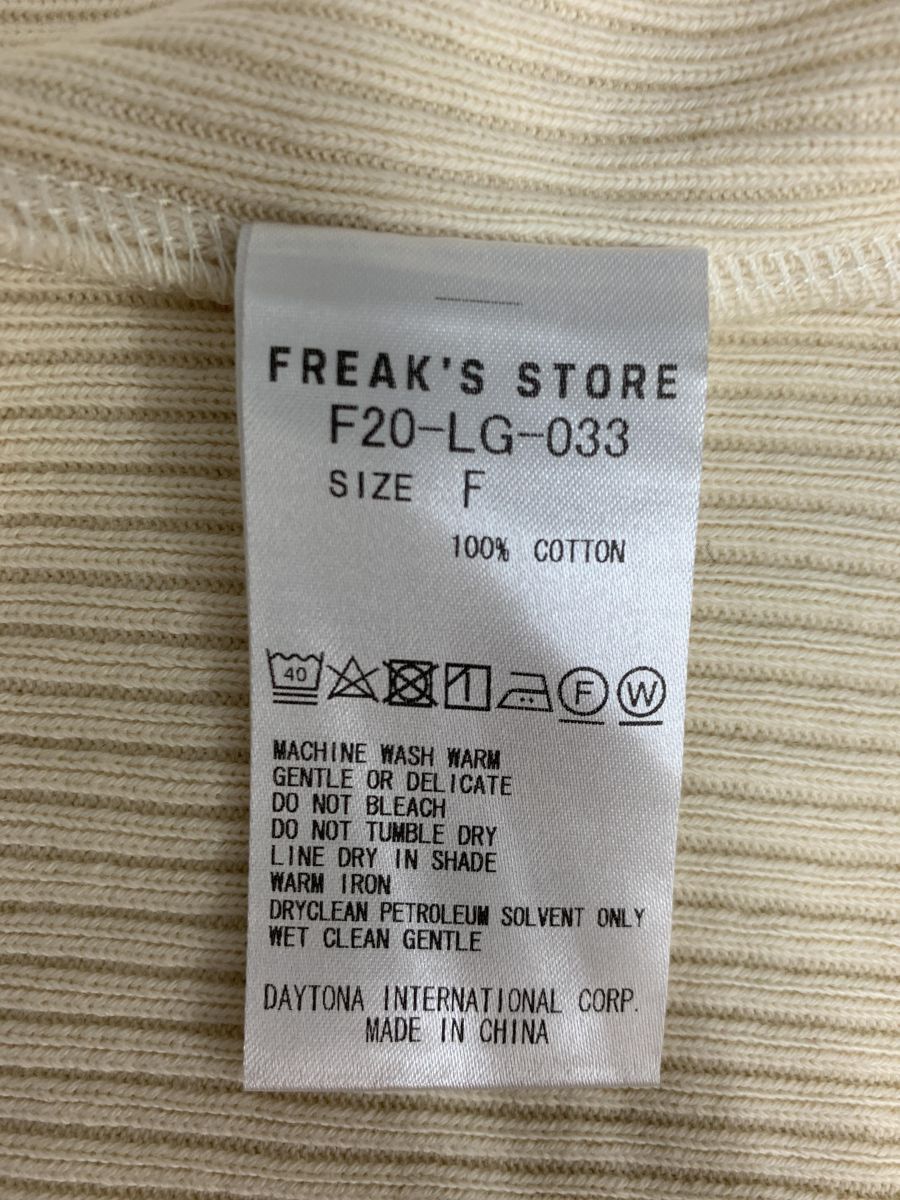 FREAK'S STORE
F20-LG-033
SIZE F
100% COTTON
40 F W
MACHINE WASH WARM
GENTLE OR DELICATE
DO NOT BLEACH
DO NOT TUMBLE DRY
LINE DRY IN SHADE
WARM IRON
DRYCLEAN PETROLEUM SOLVENT ONLY
WET CLEAN GENTLE
DAYTONA INTERNATIONAL CORP.
MADE IN CHINA